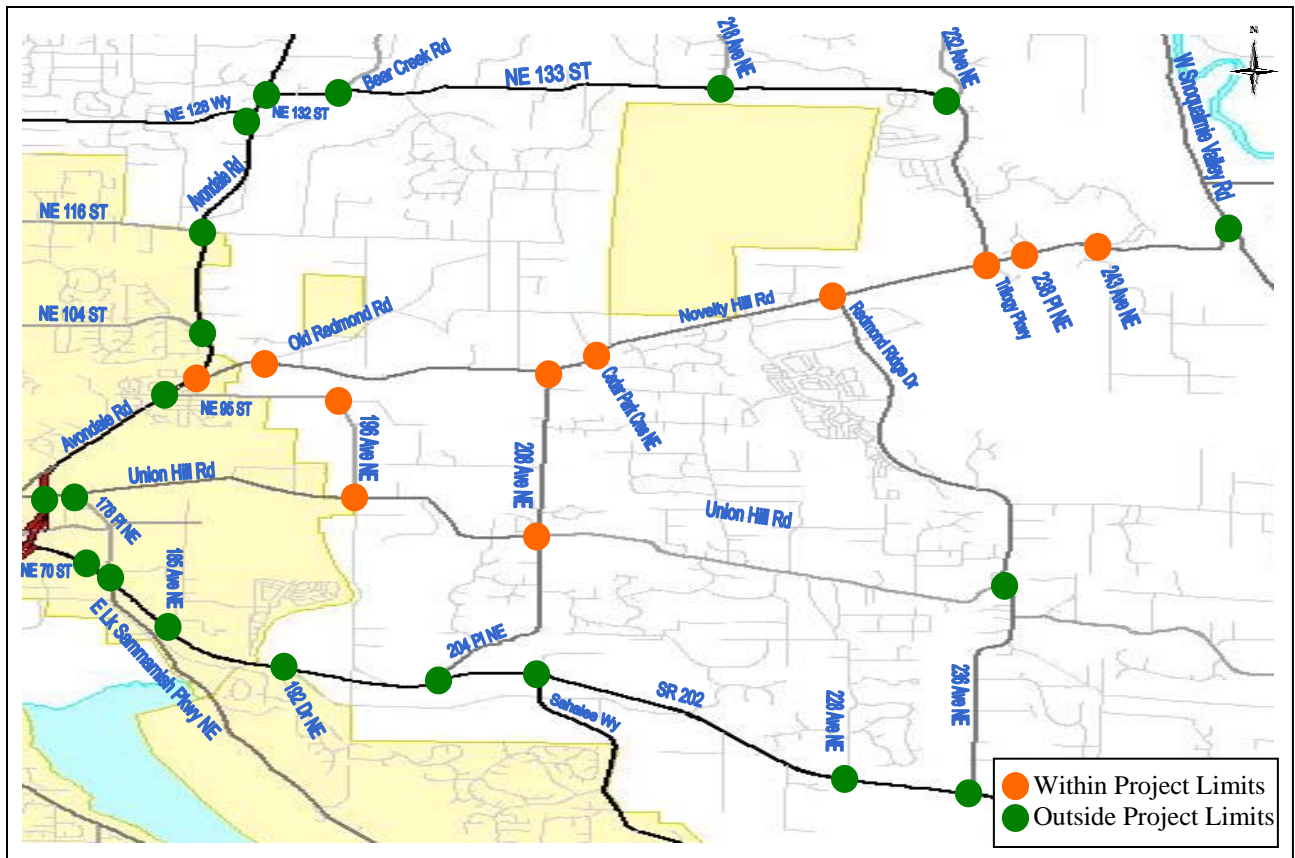 N
Bear Creek Rd
218 Ave NE
232 Ave NE
W Snoqualmie Valley Rd
NE 133 ST
NE 128 Wy
NE 132 ST
Avondale Rd
NE 116 ST
NE 104 ST
Old Redmond Rd
Novelty Hill Rd
Trilogy Pkwy
238 Pl NE
243 Ave NE
Redmond Ridge Dr
Cedar Park Cres NE
NE 95 ST
Avondale Rd
196 Ave NE
208 Ave NE
Union Hill Rd
Union Hill Rd
178 Pl NE
NE 70 ST
185 Ave NE
E Lk Sammamish Pkwy NE
192 Dr NE
204 Pl NE
Sahalee Wy
SR 202
228 Ave NE
236 Ave NE
Within Project Limits
Outside Project Limits